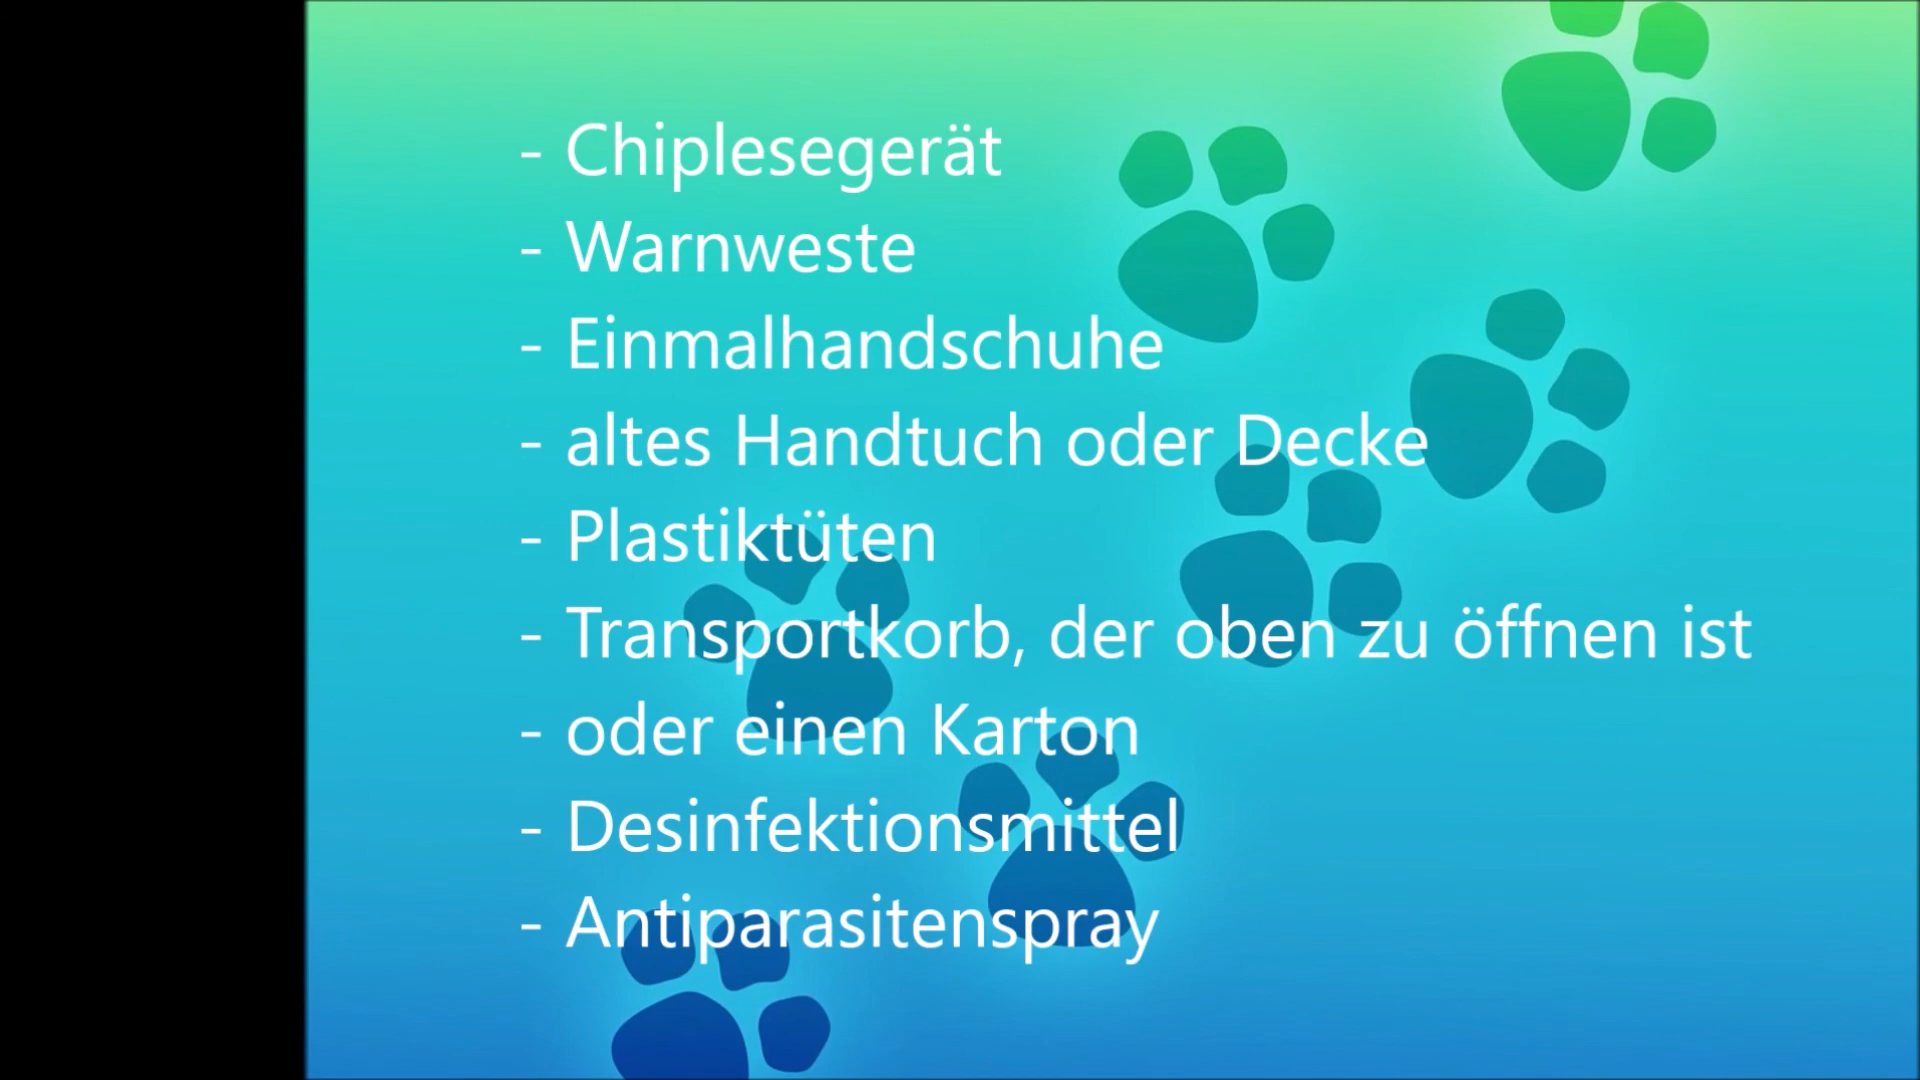 - Chiplesegerät
- Warnweste
- Einmalhandschuhe
- altes Handtuch oder Decke
- Plastiktüten
- Transportkorb, der oben zu öffnen ist
- oder einen Karton
- Desinfektionsmittel
- Antiparasitenspray